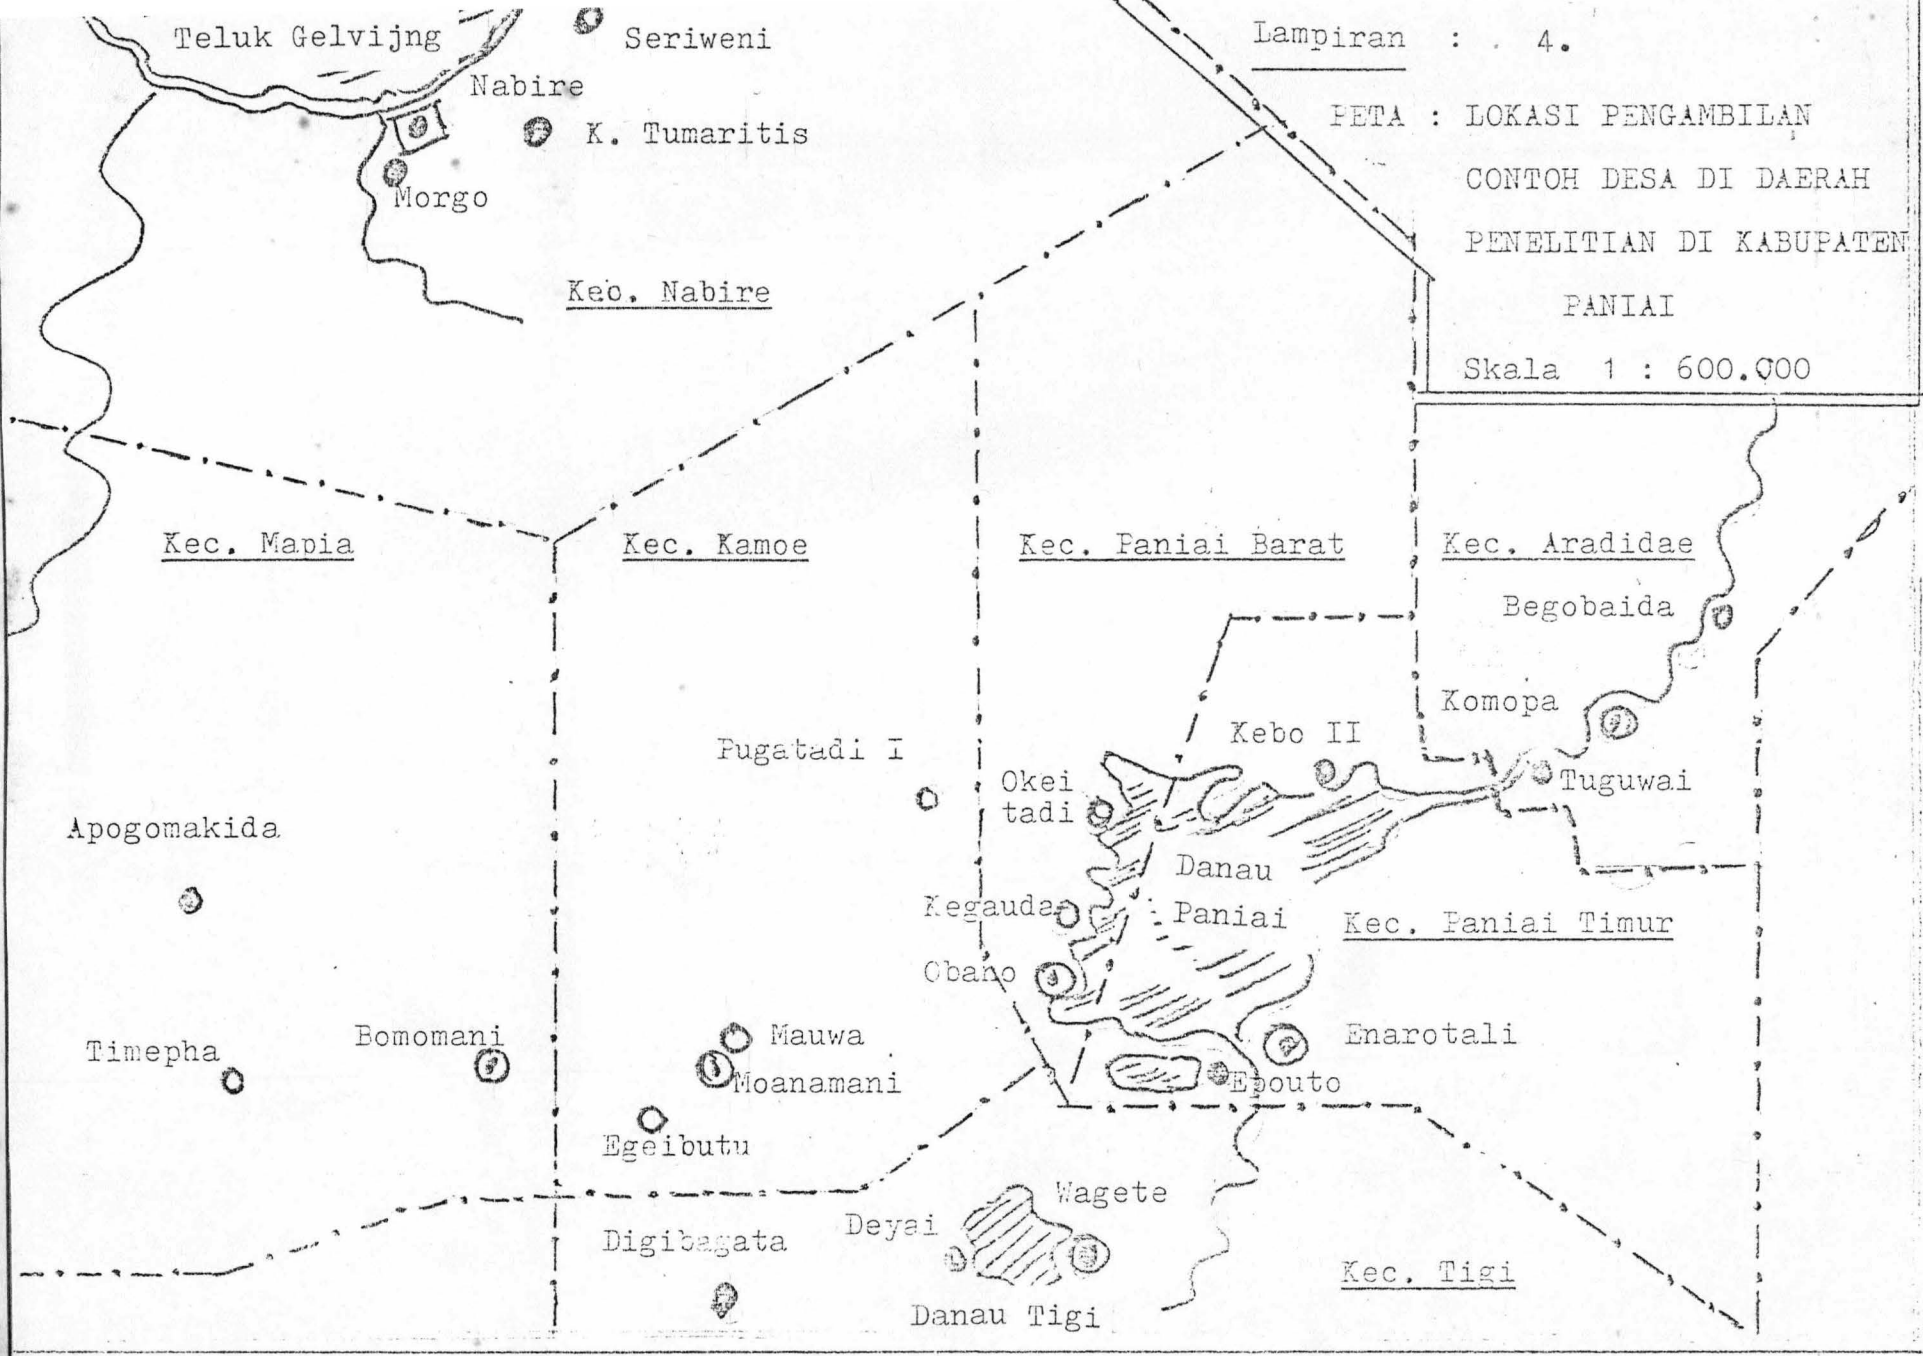 Lampiran : 4.
PETA : LOKASI PENGAMBILAN
CONTOH DESA DI DAERAH
PENELITIAN DI KABUPATEN
PANIAI
Skala 1 : 600.000
Teluk Gelvijng
Seriweni
Nabire
K. Tumaritis
Morgo
Kec. Nabire
Kec. Mapia
Kec. Kamoe
Kec. Paniai Barat
Kec. Aradidae
Begobaida
Komopa
Kebo II
Pugatadi I
Okei
tadi
Tuguwai
Apogomakida
Danau
Paniai
Kegauda
Kec. Paniai Timur
Obano
Enarotali
Mauwa
Bomomani
Timepha
Moanamani
Epouto
Egeibutu
Wagete
Deyai
Digibagata
Kec. Tigi
Danau Tigi